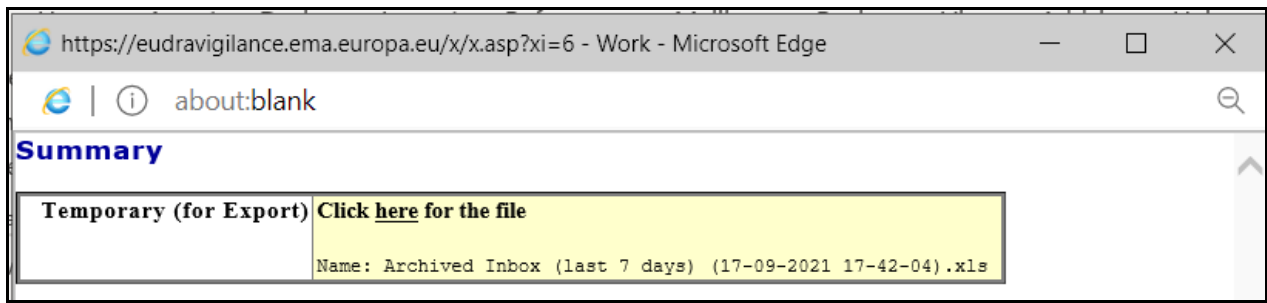 https://eudravigilance.ema.europa.eu/x/x.asp?xi=6 - Work - Microsoft Edge
about:blank
Summary
Temporary (for Export) Click here for the file
Name: Archived Inbox (last 7 days) (17-09-2021 17-42-04).xls